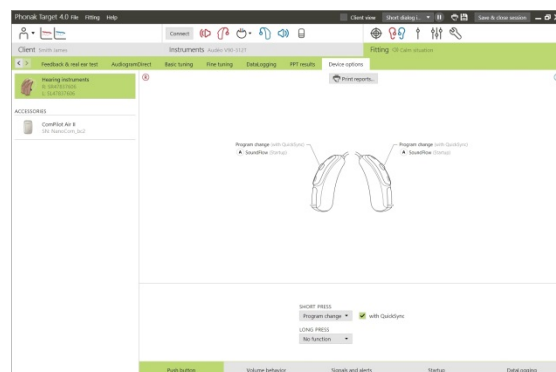 Phonak Target 4.0 File Fitting Help
Client view Short dialog i... Save & close session
Connect
Client Smith James Instruments Audéo V90-312T Fitting Calm situation
Feedback & real ear test AudiogramDirect Basic tuning Fine tuning DataLogging PPT results Device options
Hearing instruments
Print reports...
ACCESSORIES
ComPilot Air II
Program change (with QuickSync)
A SoundFlow (Startup)
Program change (with QuickSync)
A SoundFlow (Startup)
SHORT PRESS
Program change with QuickSync
LONG PRESS
No function
Push button Volume behavior Signals and alerts Startup DataLogging